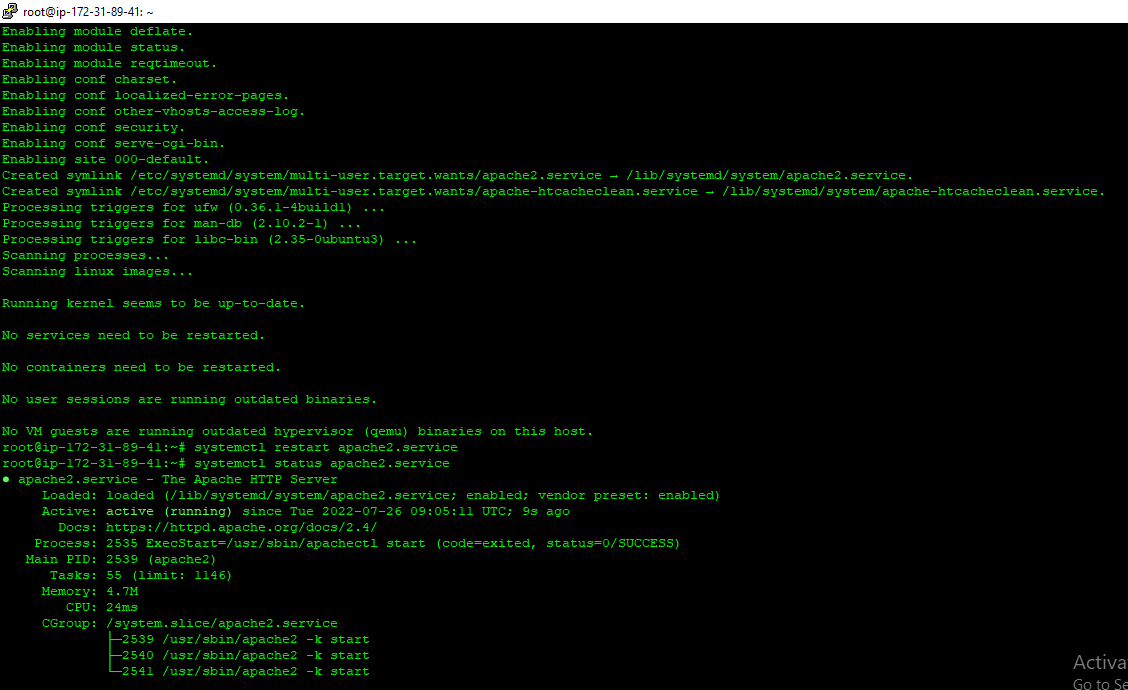 root@ip-172-31-89-41: ~
Enabling module deflate.
Enabling module status.
Enabling module reqtimeout.
Enabling conf charset.
Enabling conf localized-error-pages.
Enabling conf other-vhosts-access-log.
Enabling conf security.
Enabling conf serve-cgi-bin.
Enabling site 000-default.
Created symlink /etc/systemd/system/multi-user.target.wants/apache2.service → /lib/systemd/system/apache2.service.
Created symlink /etc/systemd/system/multi-user.target.wants/apache-htcacheclean.service → /lib/systemd/system/apache-htcacheclean.service.
Processing triggers for ufw (0.36.1-4build1) ...
Processing triggers for man-db (2.10.2-1) ...
Processing triggers for libc-bin (2.35-0ubuntu3) ...
Scanning processes...
Scanning linux images...
Running kernel seems to be up-to-date.
No services need to be restarted.
No containers need to be restarted.
No user sessions are running outdated binaries.
No VM guests are running outdated hypervisor (qemu) binaries on this host.
root@ip-172-31-89-41:~# systemctl restart apache2.service
root@ip-172-31-89-41:~# systemctl status apache2.service
● apache2.service - The Apache HTTP Server
Loaded: loaded (/lib/systemd/system/apache2.service; enabled; vendor preset: enabled)
Active: active (running) since Tue 2022-07-26 09:05:11 UTC; 9s ago
Docs: https://httpd.apache.org/docs/2.4/
Process: 2535 ExecStart=/usr/sbin/apachectl start (code=exited, status=0/SUCCESS)
Main PID: 2539 (apache2)
Tasks: 55 (limit: 1146)
Memory: 4.7M
CPU: 24ms
CGroup: /system.slice/apache2.service
├─2539 /usr/sbin/apache2 -k start
├─2540 /usr/sbin/apache2 -k start
└─2541 /usr/sbin/apache2 -k start
Activa
Go to Se